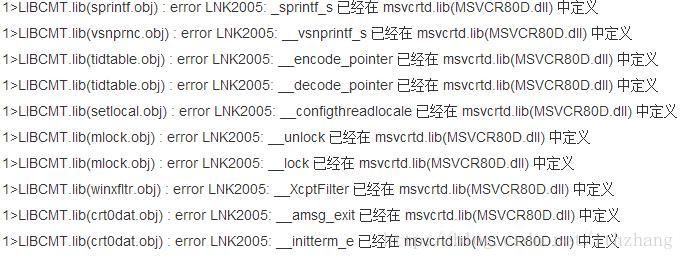 1>LIBCMT.lib(sprintf.obj) : error LNK2005: _sprintf_s 已经在 msvcrtd.lib(MSVCR80D.dll) 中定义
1>LIBCMT.lib(vsnprnc.obj) : error LNK2005: __vsnprintf_s 已经在 msvcrtd.lib(MSVCR80D.dll) 中定义
1>LIBCMT.lib(tidtable.obj) : error LNK2005: __encode_pointer 已经在 msvcrtd.lib(MSVCR80D.dll) 中定义
1>LIBCMT.lib(tidtable.obj) : error LNK2005: __decode_pointer 已经在 msvcrtd.lib(MSVCR80D.dll) 中定义
1>LIBCMT.lib(setlocal.obj) : error LNK2005: __configthreadlocale 已经在 msvcrtd.lib(MSVCR80D.dll) 中定义
1>LIBCMT.lib(mlock.obj) : error LNK2005: __unlock 已经在 msvcrtd.lib(MSVCR80D.dll) 中定义
1>LIBCMT.lib(mlock.obj) : error LNK2005: __lock 已经在 msvcrtd.lib(MSVCR80D.dll) 中定义
1>LIBCMT.lib(winxfltr.obj) : error LNK2005: __XcptFilter 已经在 msvcrtd.lib(MSVCR80D.dll) 中定义
1>LIBCMT.lib(crt0dat.obj) : error LNK2005: __amsg_exit 已经在 msvcrtd.lib(MSVCR80D.dll) 中定义
1>LIBCMT.lib(crt0dat.obj) : error LNK2005: __initterm_e 已经在 msvcrtd.lib(MSVCR80D.dll) 中定义